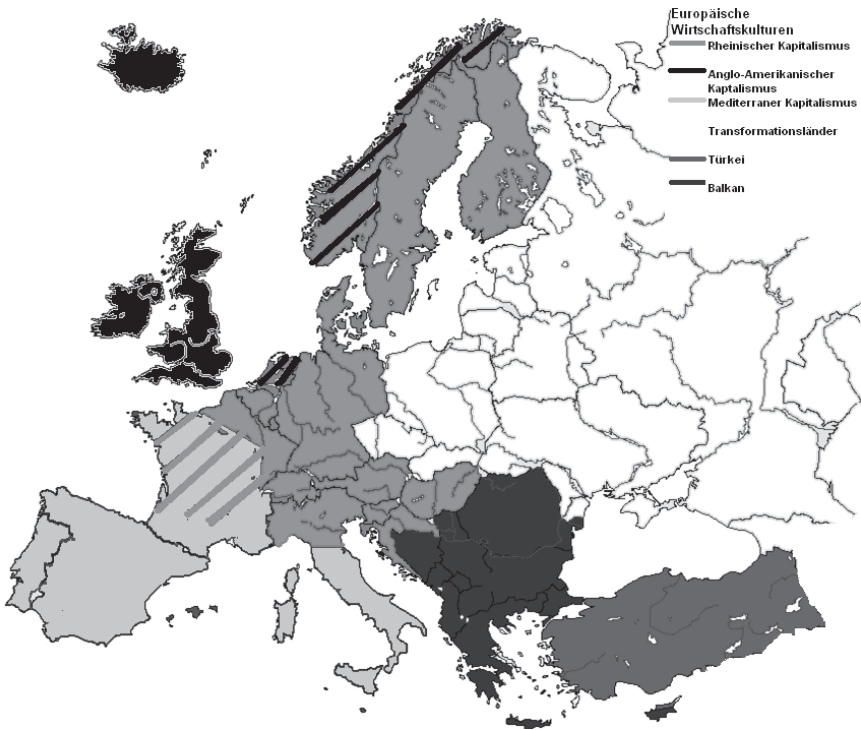 Europäische
Wirtschaftskulturen
Rheinischer Kapitalismus
Anglo-Amerikanischer
Kaptalismus
Mediterraner Kapitalismus
Transformationsländer
Türkei
Balkan